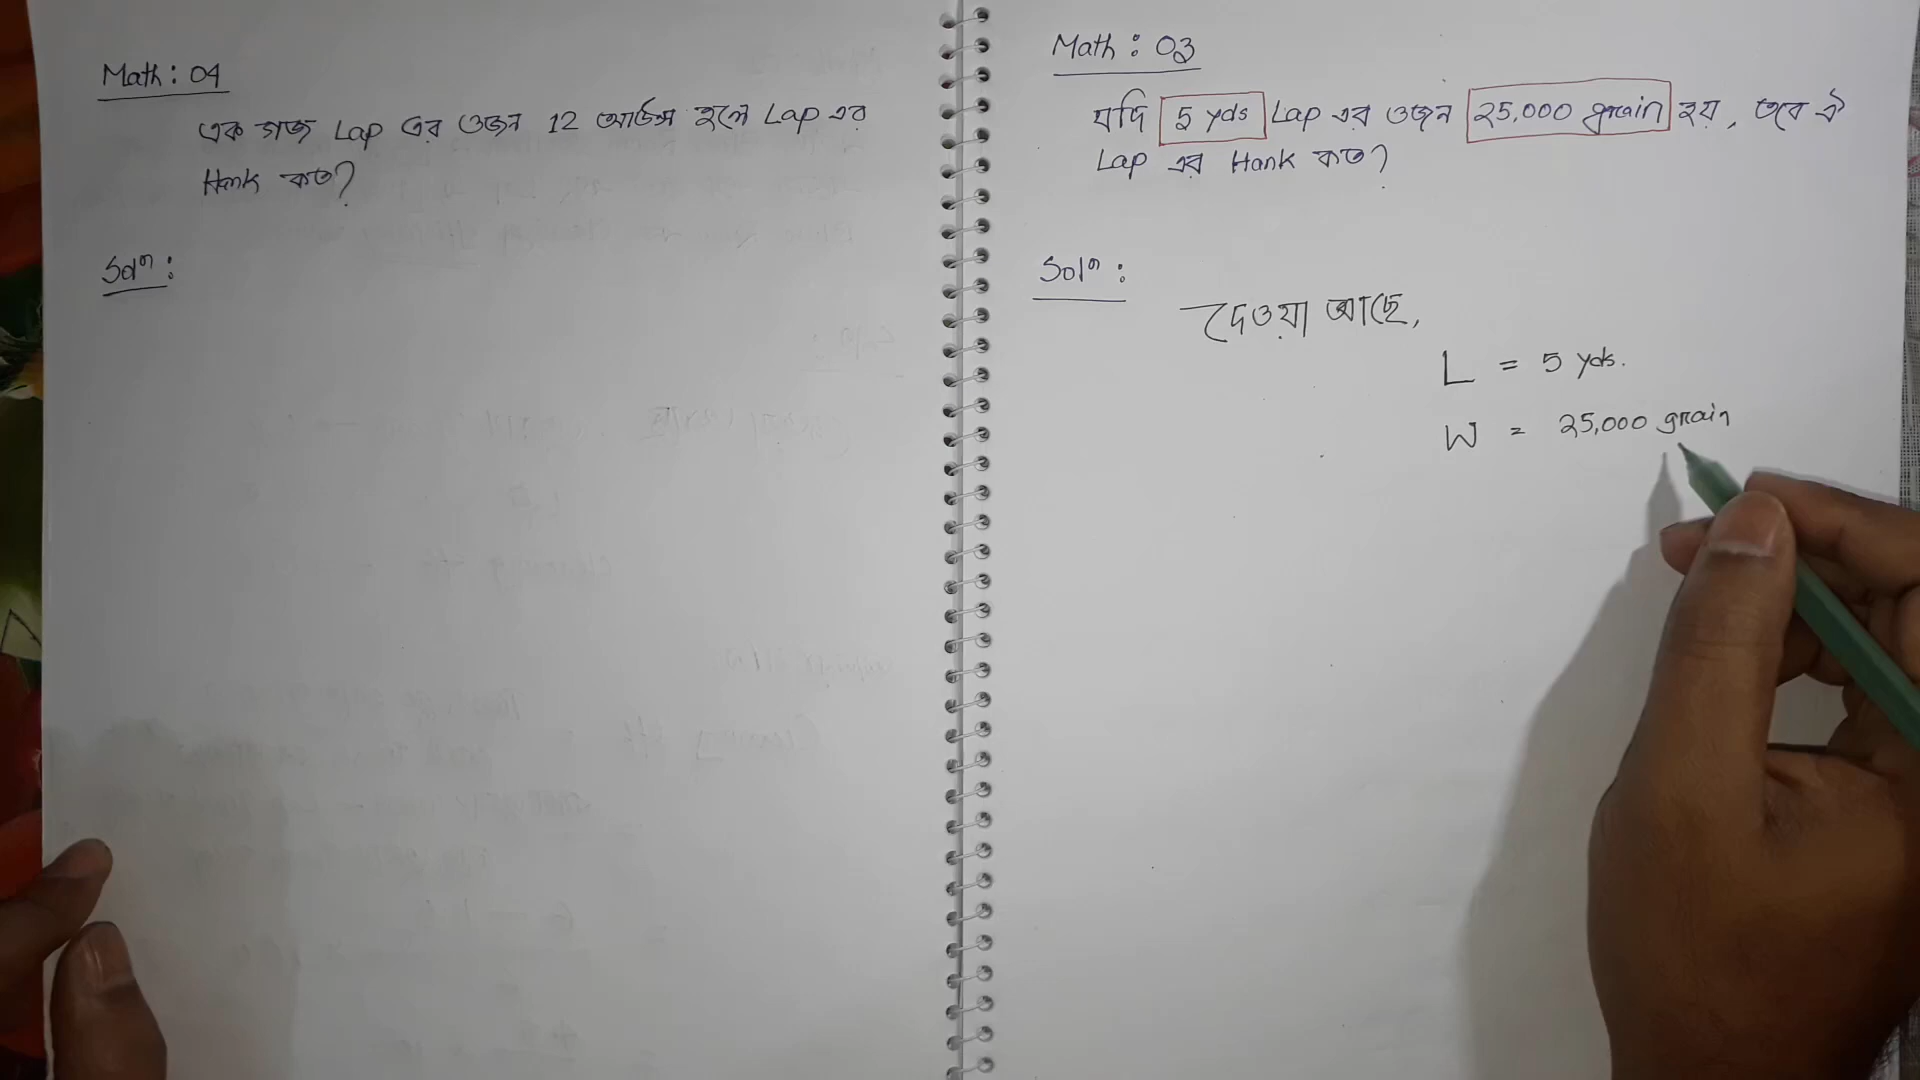 Math : 04
এক গজ Lap এর ওজন 12 আউন্স হলে Lap এর
Hank কত?
Solⁿ :
Math : 03
যদি 5 yds Lap এর ওজন 25,000 grain হয়, তবে ঐ
Lap এর Hank কত?
Solⁿ :
দেওয়া আছে,
L = 5 yds.
W = 25,000 grain